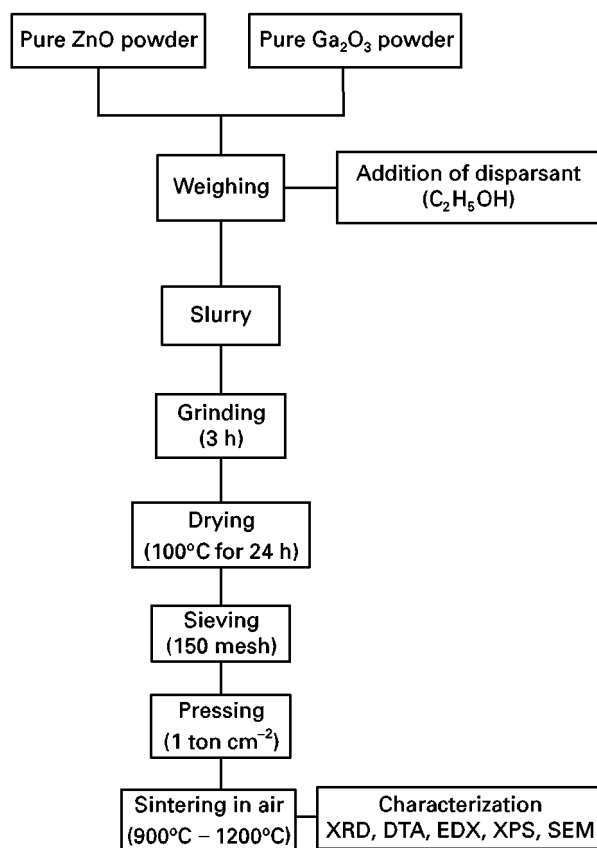 Pure ZnO powder
Pure Ga₂O₃ powder
Weighing
Addition of disparsant
(C₂H₅OH)
Slurry
Grinding
(3 h)
Drying
(100°C for 24 h)
Sieving
(150 mesh)
Pressing
(1 ton cm⁻²)
Sintering in air
(900°C – 1200°C)
Characterization
XRD, DTA, EDX, XPS, SEM